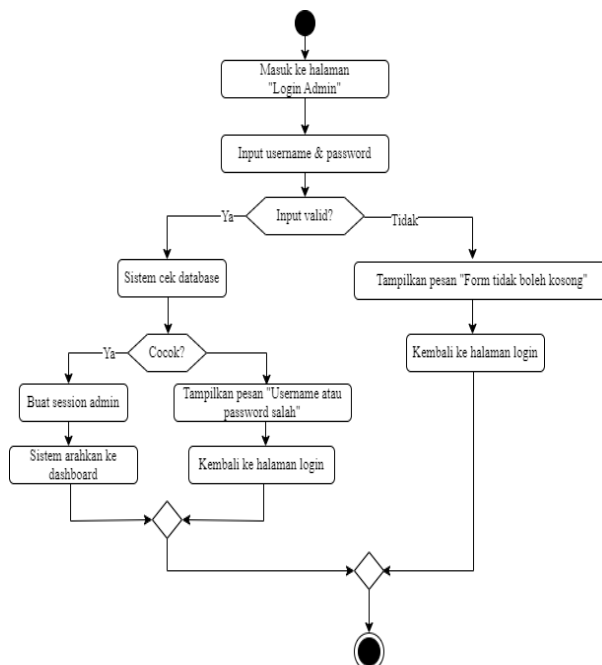 Masuk ke halaman
"Login Admin"
Input username & password
Input valid?
Ya
Tidak
Sistem cek database
Tampilkan pesan "Form tidak boleh kosong"
Cocok?
Ya
Kembali ke halaman login
Buat session admin
Tampilkan pesan "Username atau
password salah"
Sistem arahkan ke
dashboard
Kembali ke halaman login